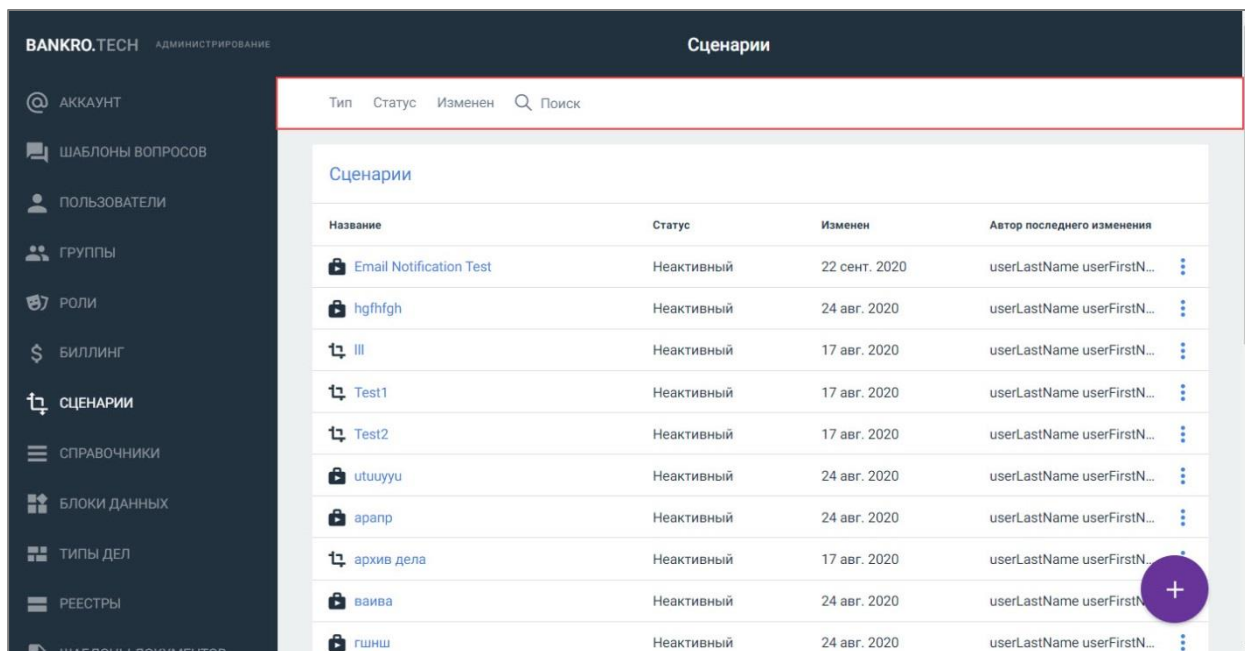 BANKRO.TECH АДМИНИСТРИРОВАНИЕ
Сценарии
АККАУНТ
ШАБЛОНЫ ВОПРОСОВ
ПОЛЬЗОВАТЕЛИ
ГРУППЫ
РОЛИ
БИЛЛИНГ
СЦЕНАРИИ
СПРАВОЧНИКИ
БЛОКИ ДАННЫХ
ТИПЫ ДЕЛ
РЕЕСТРЫ
ШАБЛОНЫ ДОКУМЕНТОВ
Тип Статус Изменен Поиск
Сценарии
Название Статус Изменен Автор последнего изменения
Email Notification Test Неактивный 22 сент. 2020 userLastName userFirstN...
hgfhfgh Неактивный 24 авг. 2020 userLastName userFirstN...
lll Неактивный 17 авг. 2020 userLastName userFirstN...
Test1 Неактивный 17 авг. 2020 userLastName userFirstN...
Test2 Неактивный 17 авг. 2020 userLastName userFirstN...
utuuyyu Неактивный 24 авг. 2020 userLastName userFirstN...
арапр Неактивный 24 авг. 2020 userLastName userFirstN...
архив дела Неактивный 17 авг. 2020 userLastName userFirstN...
ваива Неактивный 24 авг. 2020 userLastName userFirstN
гшнш Неактивный 24 авг. 2020 userLastName userFirstN...